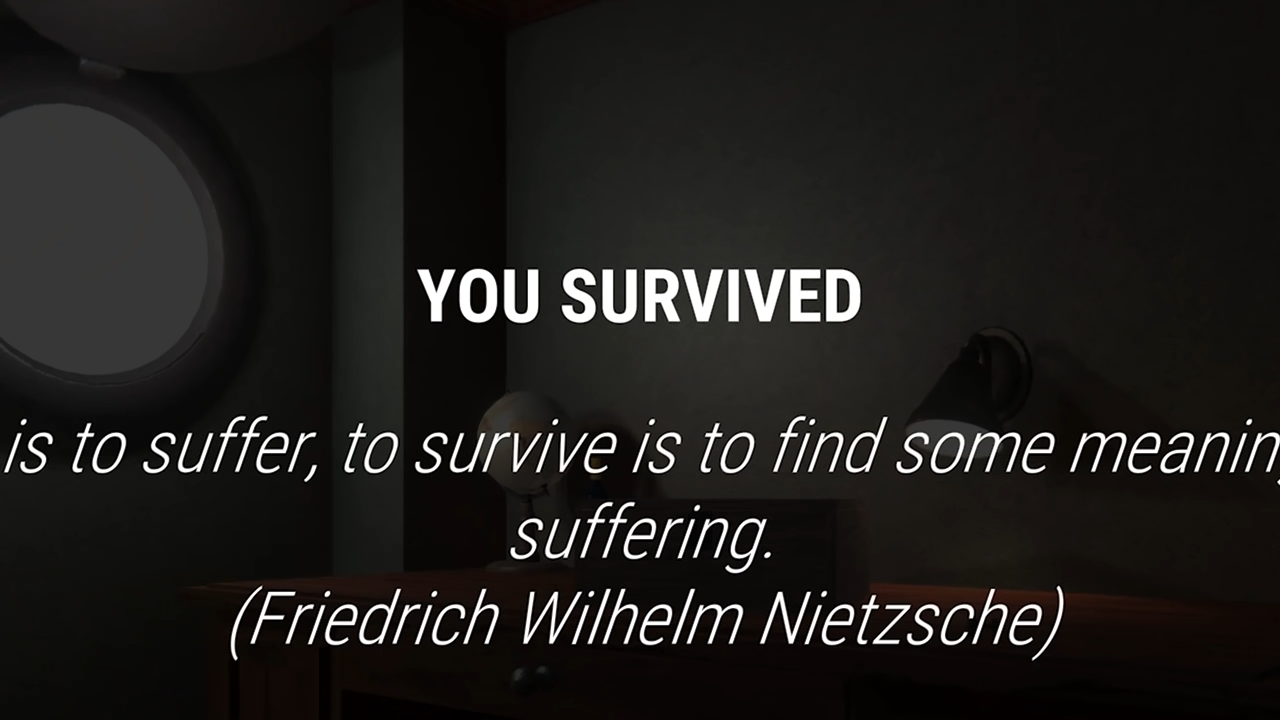 YOU SURVIVED
is to suffer, to survive is to find some meanin
suffering.
(Friedrich Wilhelm Nietzsche)